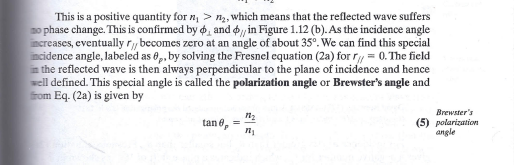 This is a positive quantity for n₁ > n₂, which means that the reflected wave suffers
no phase change. This is confirmed by ϕ⊥ and ϕ// in Figure 1.12 (b). As the incidence angle
increases, eventually r// becomes zero at an angle of about 35°. We can find this special
incidence angle, labeled as θₚ, by solving the Fresnel equation (2a) for r// = 0. The field
in the reflected wave is then always perpendicular to the plane of incidence and hence
well defined. This special angle is called the polarization angle or Brewster's angle and
from Eq. (2a) is given by
tan θₚ = n₂ / n₁
(5)
Brewster's
polarization
angle